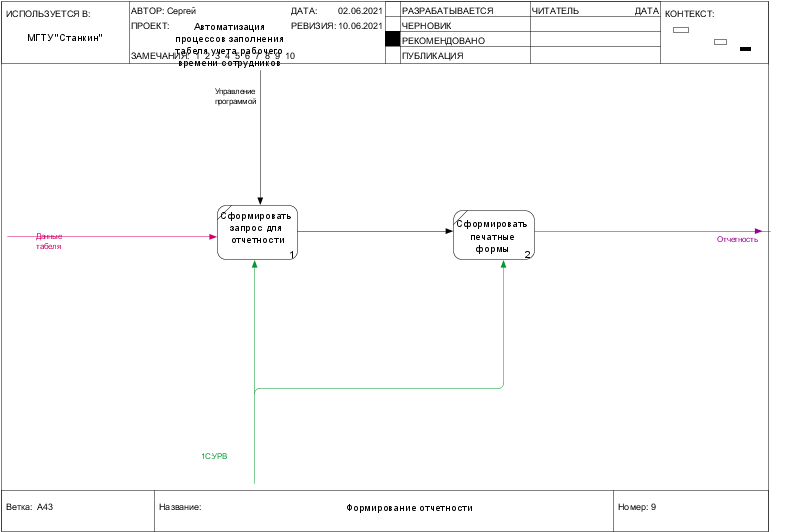 ИСПОЛЬЗУЕТСЯ В:
МГТУ"Станкин"
АВТОР: Сергей
ДАТА: 02.06.2021
ПРОЕКТ: Автоматизация
процессов заполнения
табеля учета рабочего
времени сотрудников
РЕВИЗИЯ: 10.06.2021
ЗАМЕЧАНИЯ: 1 2 3 4 5 6 7 8 9 10
РАЗРАБАТЫВАЕТСЯ
ЧЕРНОВИК
РЕКОМЕНДОВАНО
ПУБЛИКАЦИЯ
ЧИТАТЕЛЬ ДАТА
КОНТЕКСТ:
Управление
программой
Сформировать
запрос для
отчетности
1
Сформировать
печатные
формы
2
Данные
табеля
Отчетность
1С:УРВ
Ветка: A43
Название: Формирование отчетности
Номер: 9